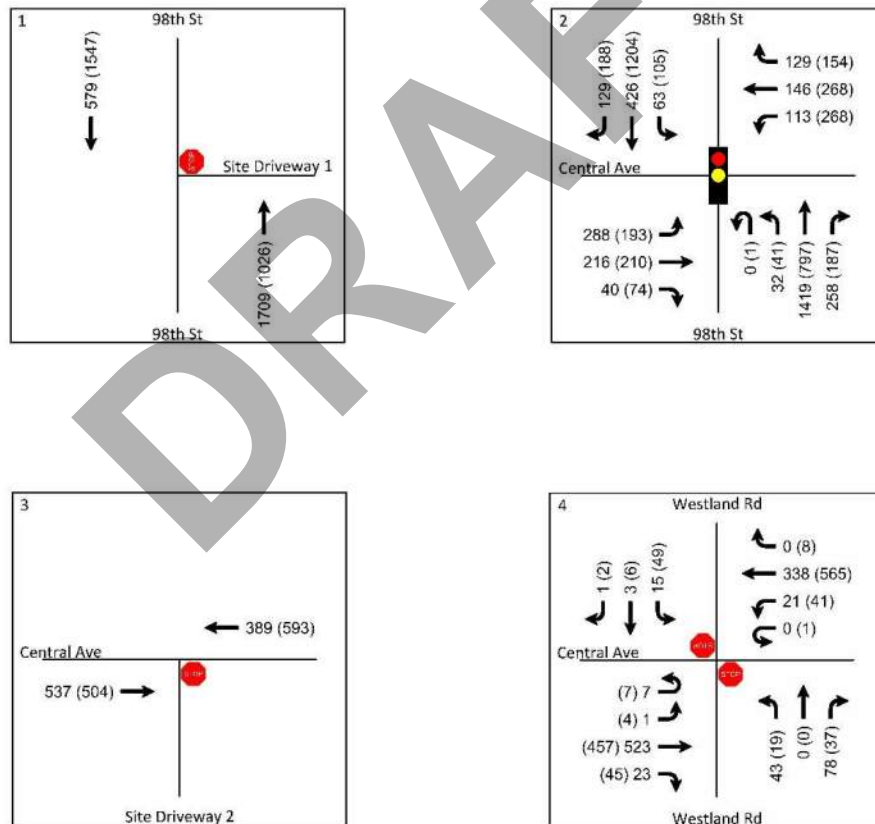 1
98th St
579 (1547)
Site Driveway 1
1709 (1026)
98th St
2
98th St
129 (188)
426 (1204)
63 (105)
129 (154)
146 (268)
113 (268)
Central Ave
288 (193)
216 (210)
40 (74)
0 (1)
32 (41)
1419 (797)
258 (187)
98th St
3
389 (593)
Central Ave
STOP
537 (504)
Site Driveway 2
4
Westland Rd
1 (2)
3 (6)
15 (49)
0 (8)
338 (565)
21 (41)
0 (1)
Central Ave
STOP
(7) 7
(4) 1
(457) 523
(45) 23
43 (19)
0 (0)
78 (37)
Westland Rd
DRAF